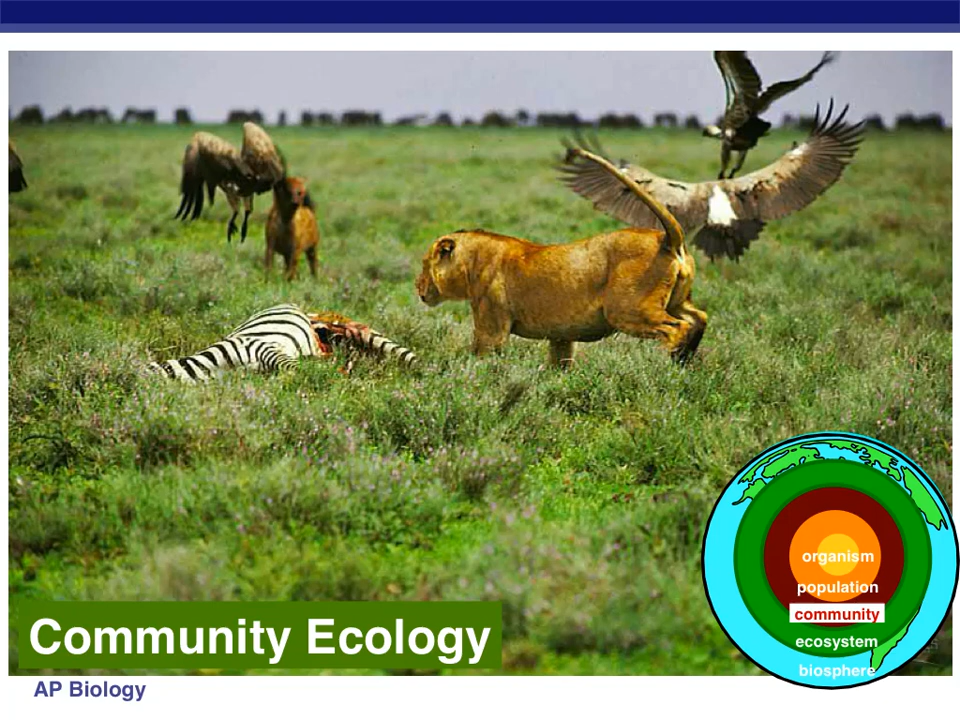 organism
population
community
ecosystem
biosphere
Community Ecology
AP Biology